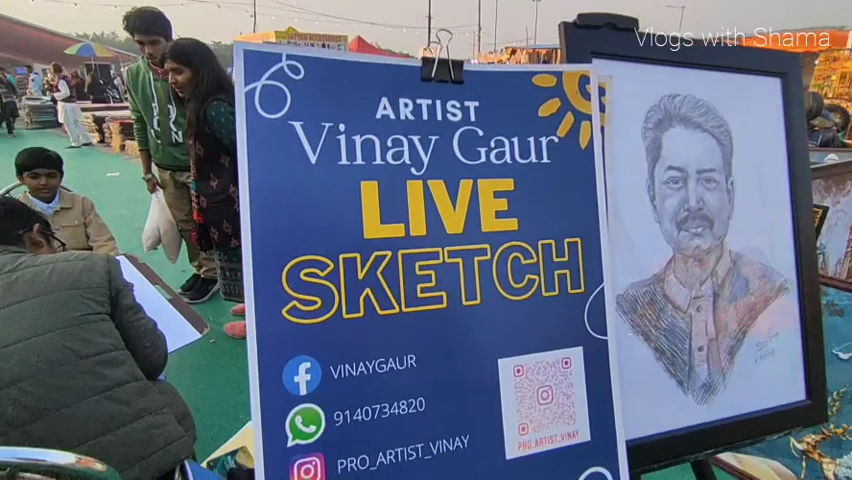 Vlogs with Shama
ARTIST
Vinay Gaur
LIVE
SKETCH
VINAYGAUR
9140734820
PRO_ARTIST_VINAY
PRO_ARTIST_VINAY